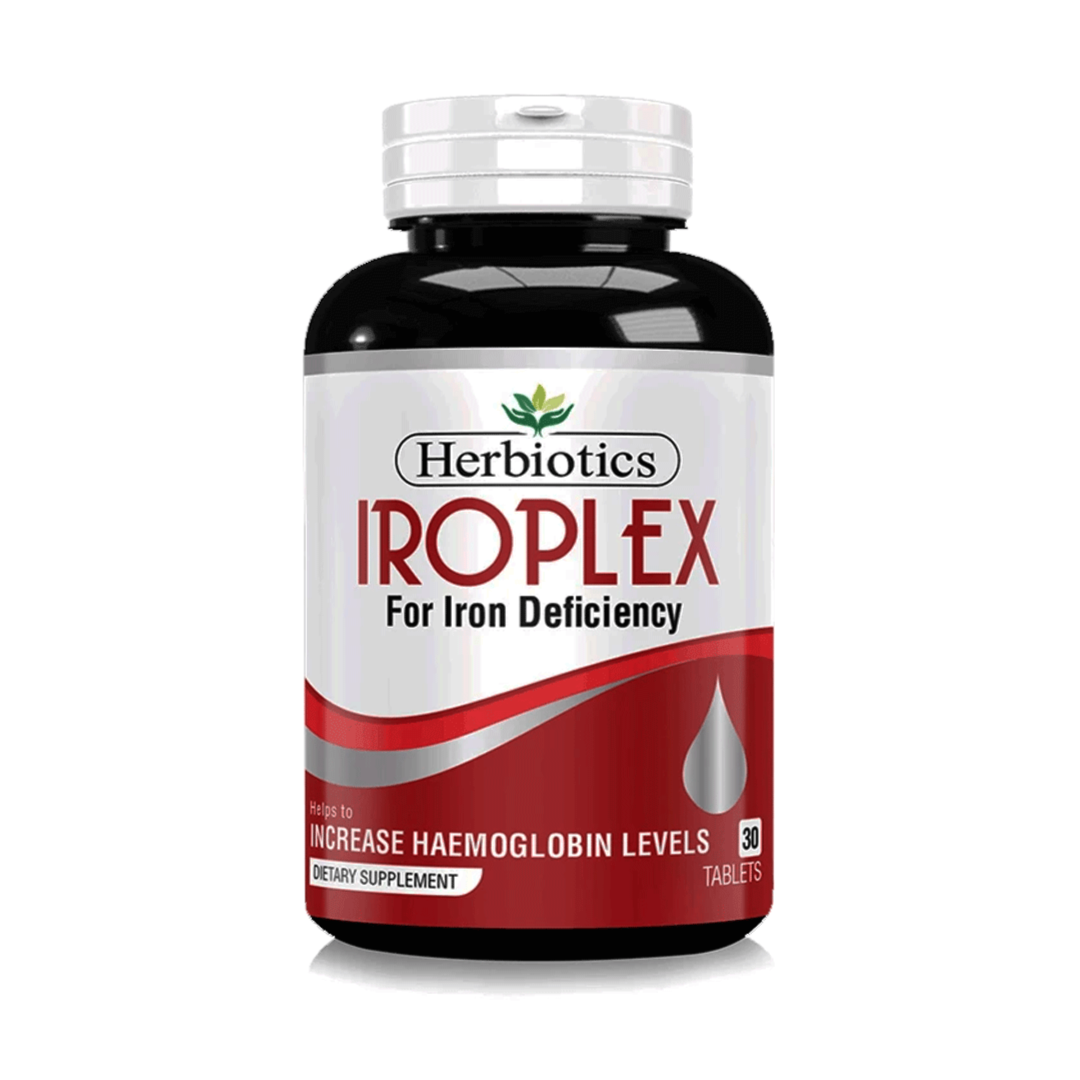 Herbiotics
IROPLEX
For Iron Deficiency
Helps to
INCREASE HAEMOGLOBIN LEVELS
30
TABLETS
DIETARY SUPPLEMENT